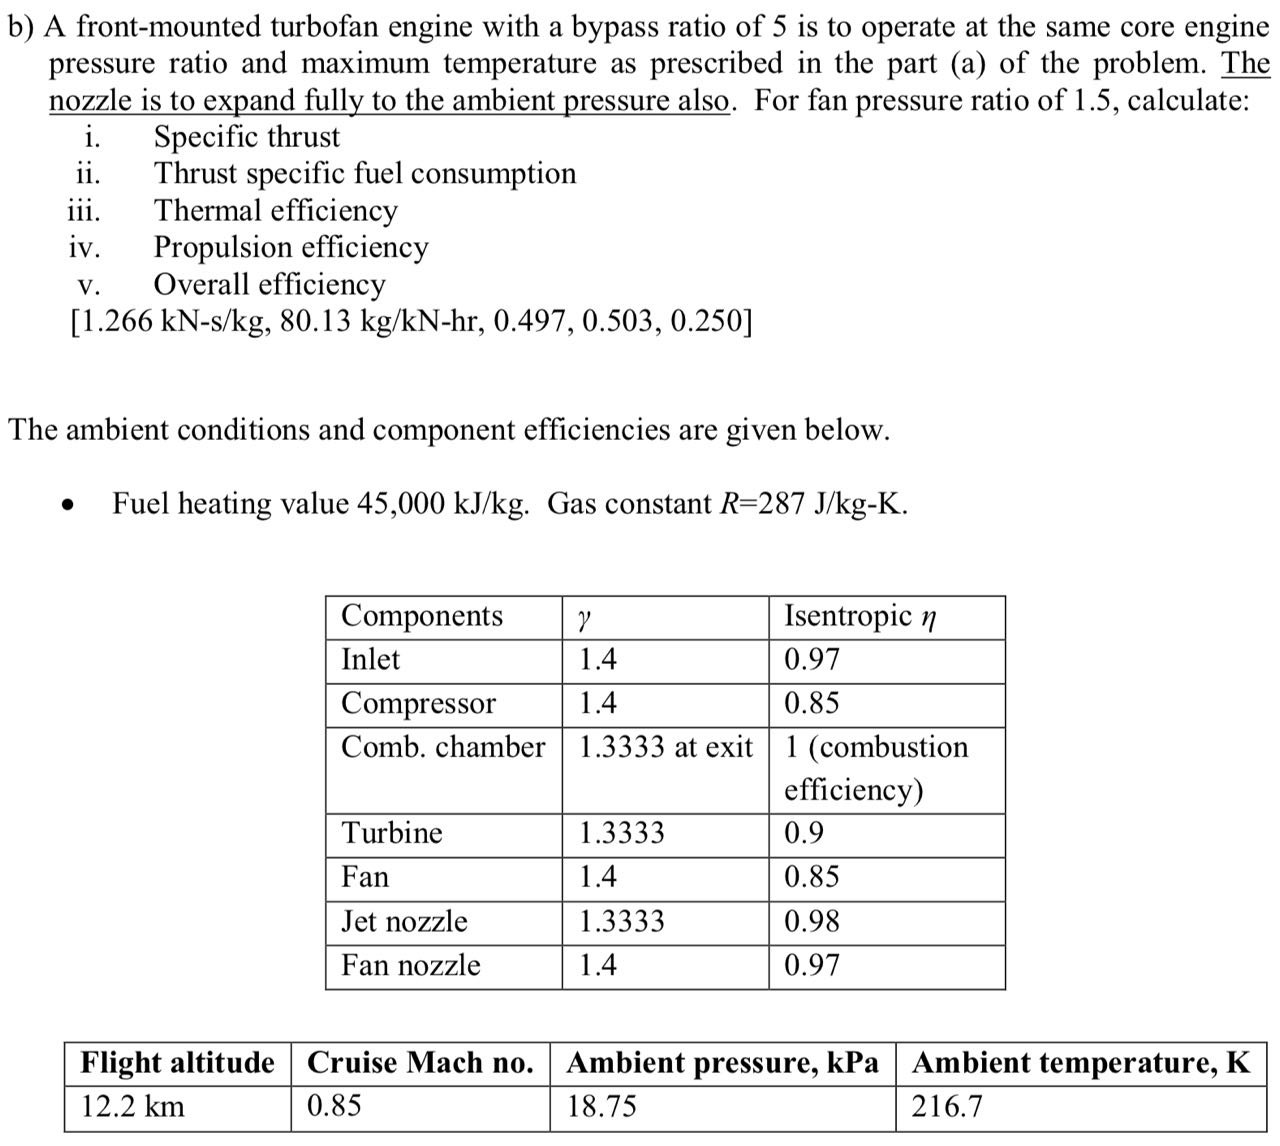 b) A front-mounted turbofan engine with a bypass ratio of 5 is to operate at the same core engine
pressure ratio and maximum temperature as prescribed in the part (a) of the problem. The
nozzle is to expand fully to the ambient pressure also. For fan pressure ratio of 1.5, calculate:
i. Specific thrust
ii. Thrust specific fuel consumption
iii. Thermal efficiency
iv. Propulsion efficiency
v. Overall efficiency
[1.266 kN-s/kg, 80.13 kg/kN-hr, 0.497, 0.503, 0.250]
The ambient conditions and component efficiencies are given below.
• Fuel heating value 45,000 kJ/kg. Gas constant R=287 J/kg-K.
Components γ Isentropic η
Inlet 1.4 0.97
Compressor 1.4 0.85
Comb. chamber 1.3333 at exit 1 (combustion
efficiency)
Turbine 1.3333 0.9
Fan 1.4 0.85
Jet nozzle 1.3333 0.98
Fan nozzle 1.4 0.97
Flight altitude Cruise Mach no. Ambient pressure, kPa Ambient temperature, K
12.2 km 0.85 18.75 216.7